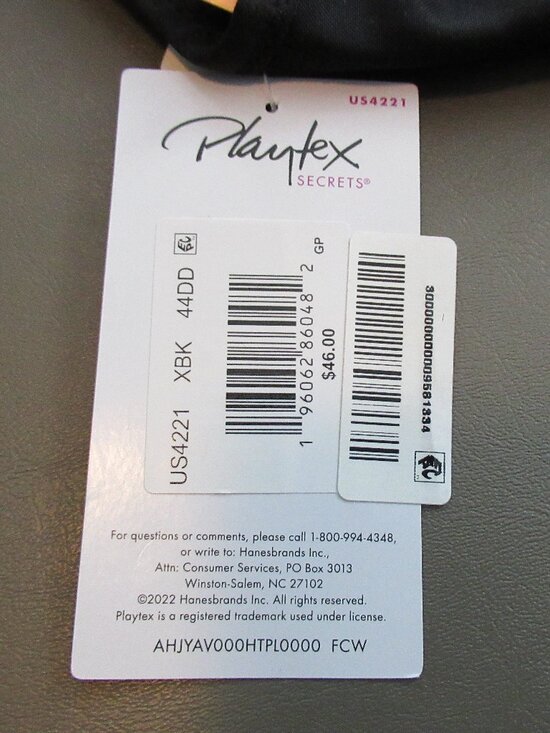 US4221
Playtex
SECRETS®
US4221 XBK 44DD
1 96062 86048 2
GP
$46.00
For questions or comments, please call 1-800-994-4348,
or write to: Hanesbrands Inc.,
Attn: Consumer Services, PO Box 3013
Winston-Salem, NC 27102
©2022 Hanesbrands Inc. All rights reserved.
Playtex is a registered trademark used under license.
AHJYAV000HTPL0000 FCW